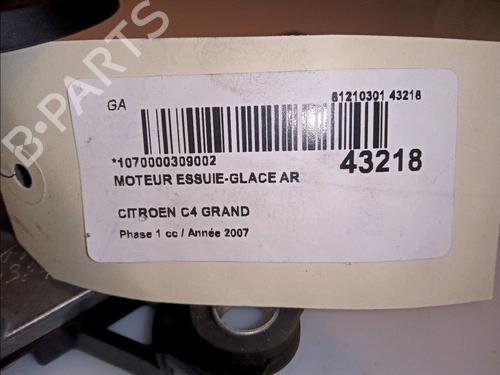 B-PARTS
GA
81210301 43218
*1070000309002
43218
MOTEUR ESSUIE-GLACE AR
CITROEN C4 GRAND
Phase 1 cc / Année 2007